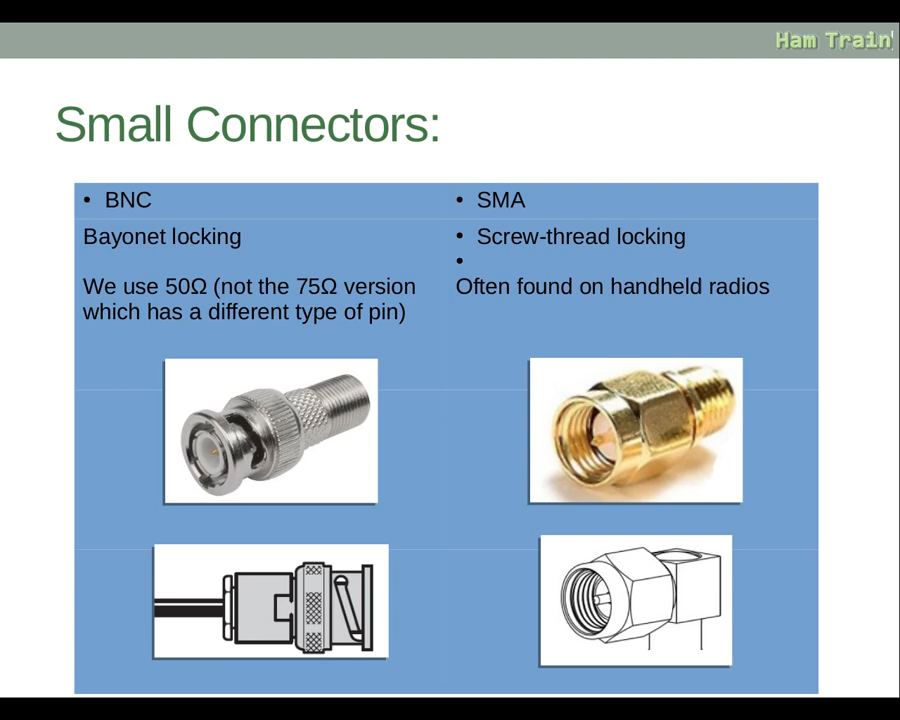 Ham Train
Small Connectors:
• BNC
Bayonet locking
We use 50Ω (not the 75Ω version
which has a different type of pin)
• SMA
• Screw-thread locking
•
Often found on handheld radios